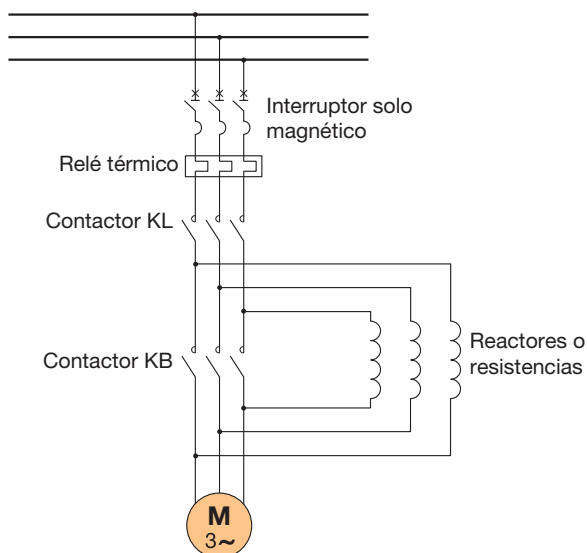 Interruptor solo
magnético
Relé térmico
Contactor KL
Contactor KB
Reactores o
resistencias
M
3~